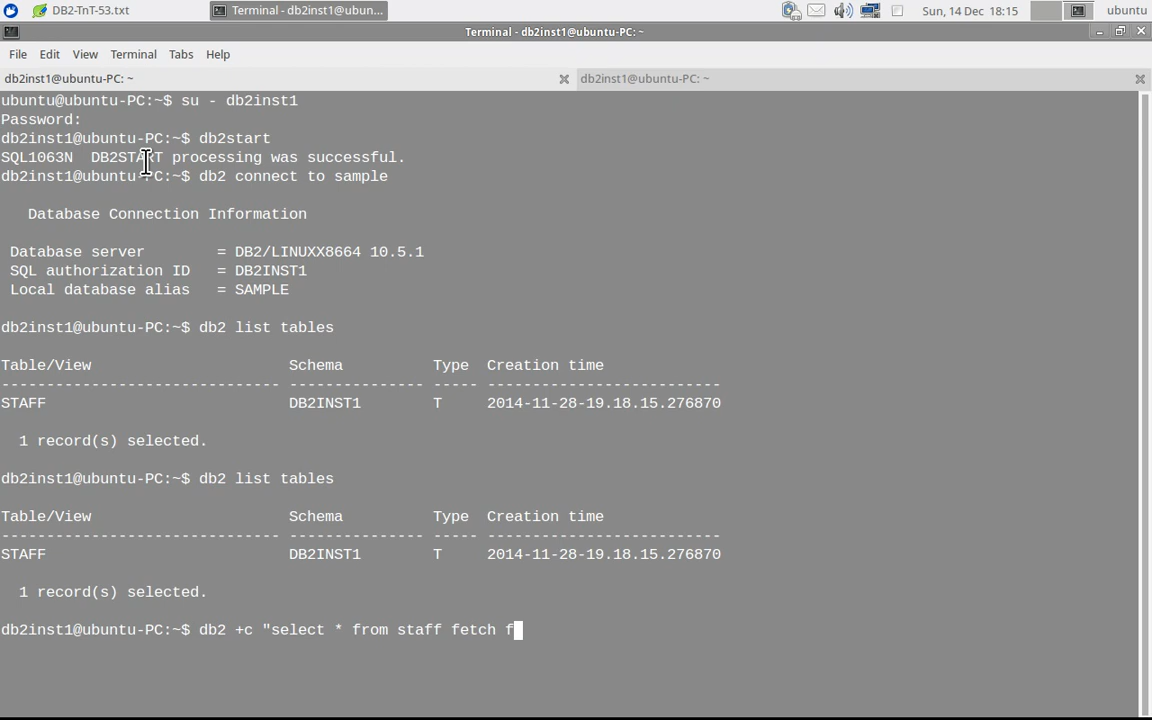 DB2-TnT-53.txt
Terminal - db2inst1@ubun...
Sun, 14 Dec 18:15
ubuntu
Terminal - db2inst1@ubuntu-PC: ~
File Edit View Terminal Tabs Help
db2inst1@ubuntu-PC: ~
db2inst1@ubuntu-PC: ~
ubuntu@ubuntu-PC:~$ su - db2inst1
Password:
db2inst1@ubuntu-PC:~$ db2start
SQL1063N  DB2START processing was successful.
db2inst1@ubuntu-PC:~$ db2 connect to sample
Database Connection Information
Database server        = DB2/LINUXX8664 10.5.1
SQL authorization ID   = DB2INST1
Local database alias   = SAMPLE
db2inst1@ubuntu-PC:~$ db2 list tables
Table/View                      Schema          Type  Creation time
------------------------------- --------------- ----- --------------------------
STAFF                           DB2INST1        T     2014-11-28-19.18.15.276870
1 record(s) selected.
db2inst1@ubuntu-PC:~$ db2 list tables
Table/View                      Schema          Type  Creation time
------------------------------- --------------- ----- --------------------------
STAFF                           DB2INST1        T     2014-11-28-19.18.15.276870
1 record(s) selected.
db2inst1@ubuntu-PC:~$ db2 +c "select * from staff fetch f